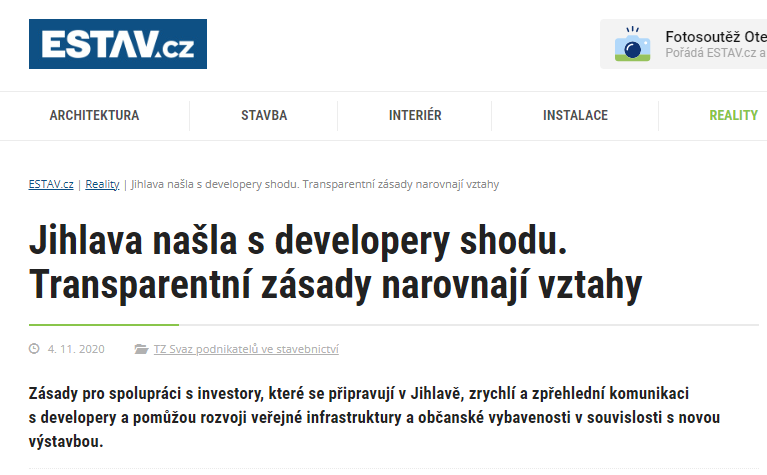 ESTAV.cz
Fotosoutěž Ote
Pořádá ESTAV.cz a
ARCHITEKTURA STAVBA INTERIÉR INSTALACE REALITY
ESTAV.cz | Reality | Jihlava našla s developery shodu. Transparentní zásady narovnají vztahy
Jihlava našla s developery shodu.
Transparentní zásady narovnají vztahy
4. 11. 2020 TZ Svaz podnikatelů ve stavebnictví
Zásady pro spolupráci s investory, které se připravují v Jihlavě, zrychlí a zpřehlední komunikaci
s developery a pomůžou rozvoji veřejné infrastruktury a občanské vybavenosti v souvislosti s novou
výstavbou.